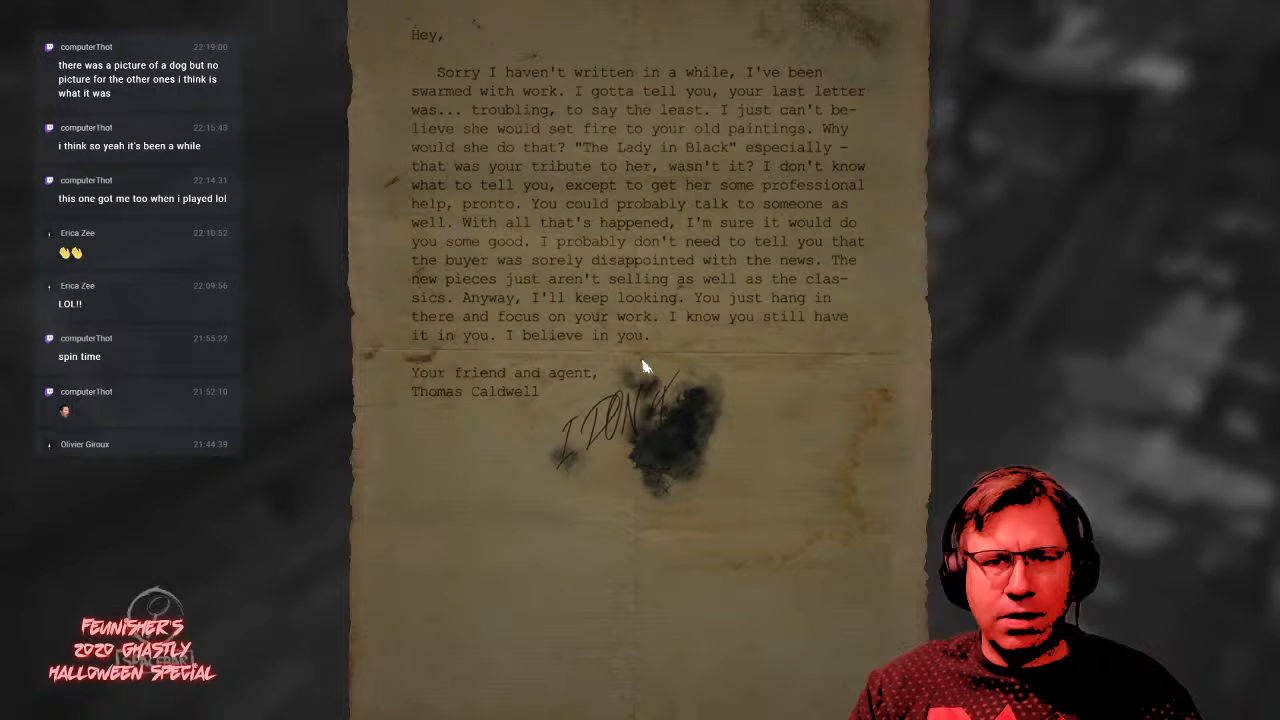 computerThot 22:19:00
there was a picture of a dog but no
picture for the other ones i think is
what it was
computerThot 22:15:43
i think so yeah it's been a while
computerThot 22:14:31
this one got me too when i played lol
Erica Zee 22:10:52
👏👏
Erica Zee 22:09:56
LOL!!
computerThot 21:55:22
spin time
computerThot 21:52:10
Olivier Giroux 21:44:39
Hey,
Sorry I haven't written in a while, I've been
swarmed with work. I gotta tell you, your last letter
was... troubling, to say the least. I just can't be-
lieve she would set fire to your old paintings. Why
would she do that? "The Lady in Black" especially -
that was your tribute to her, wasn't it? I don't know
what to tell you, except to get her some professional
help, pronto. You could probably talk to someone as
well. With all that's happened, I'm sure it would do
you some good. I probably don't need to tell you that
the buyer was sorely disappointed with the news. The
new pieces just aren't selling as well as the clas-
sics. Anyway, I'll keep looking. You just hang in
there and focus on your work. I know you still have
it in you. I believe in you.
Your friend and agent,
Thomas Caldwell
I DON'T
FEUNISHER'S
2020 GHASTLY
HALLOWEEN SPECIAL